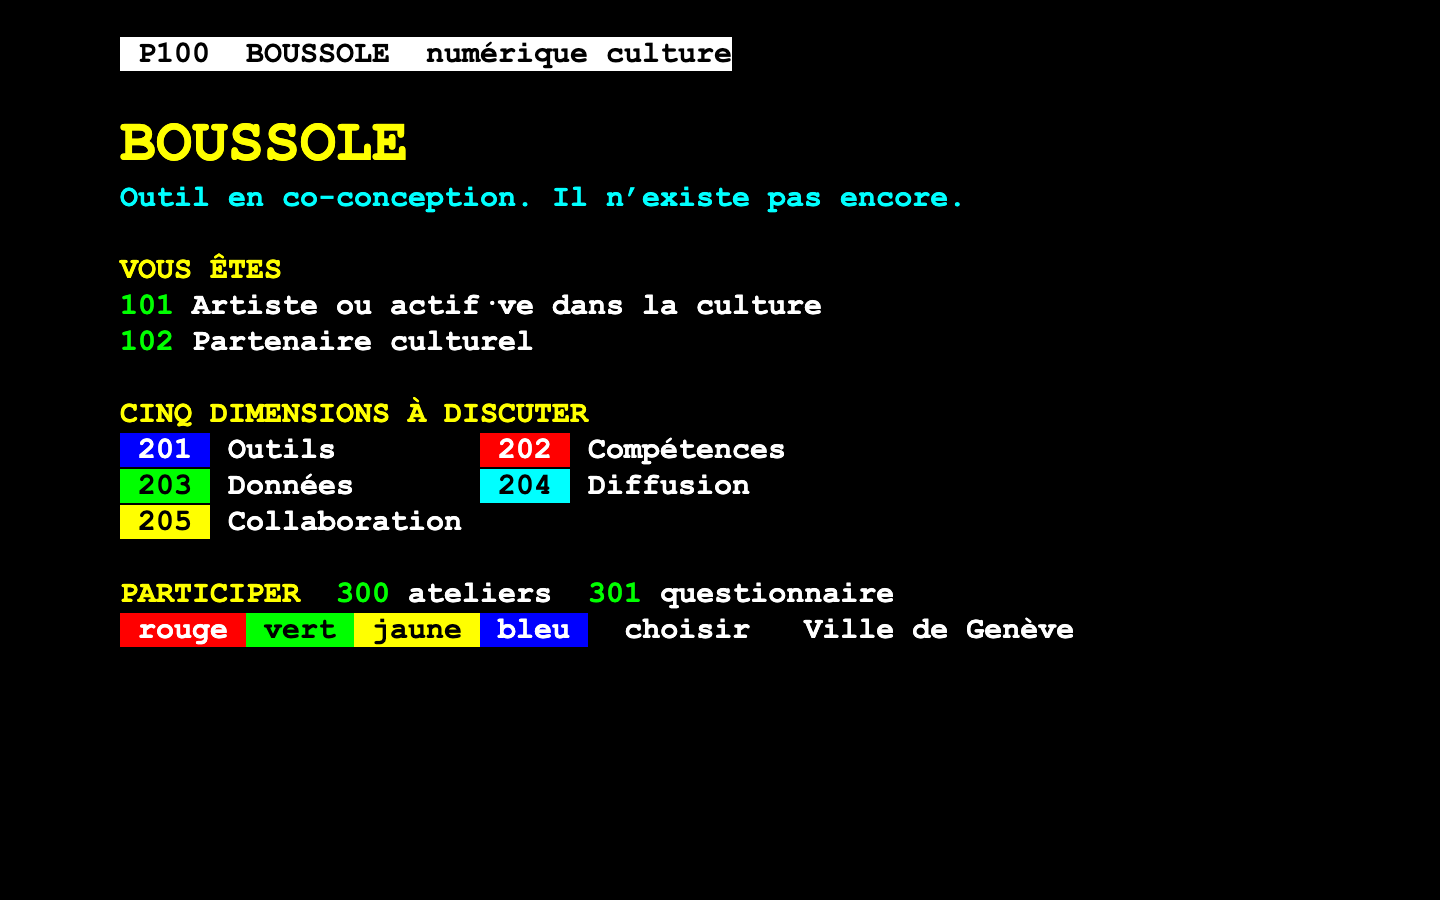 P100 BOUSSOLE numérique culture
BOUSSOLE
Outil en co-conception. Il n’existe pas encore.
VOUS ÊTES
101 Artiste ou actif·ve dans la culture
102 Partenaire culturel
CINQ DIMENSIONS À DISCUTER
201 Outils 202 Compétences
203 Données 204 Diffusion
205 Collaboration
PARTICIPER 300 ateliers 301 questionnaire
rouge vert jaune bleu choisir Ville de Genève